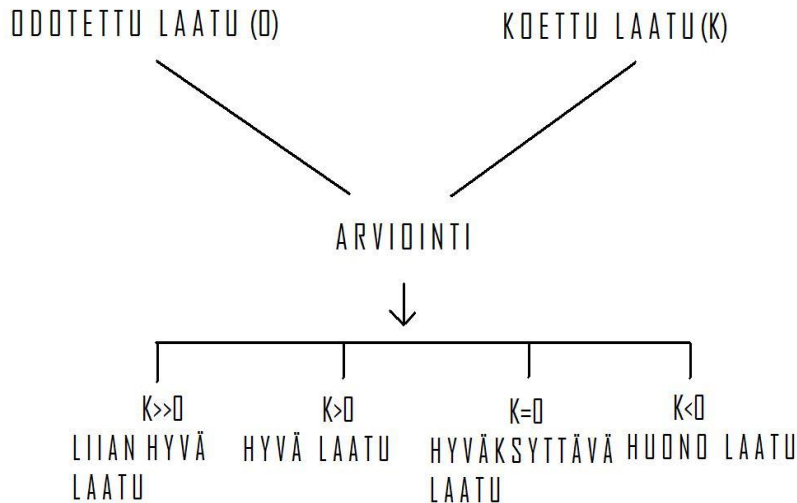 ODOTETTU LAATU (O)
KOETTU LAATU (K)
ARVIOINTI
K>>O
LIIAN HYVÄ
LAATU
K>O
HYVÄ LAATU
K=O
HYVÄKSYTTÄVÄ
LAATU
K<O
HUONO LAATU